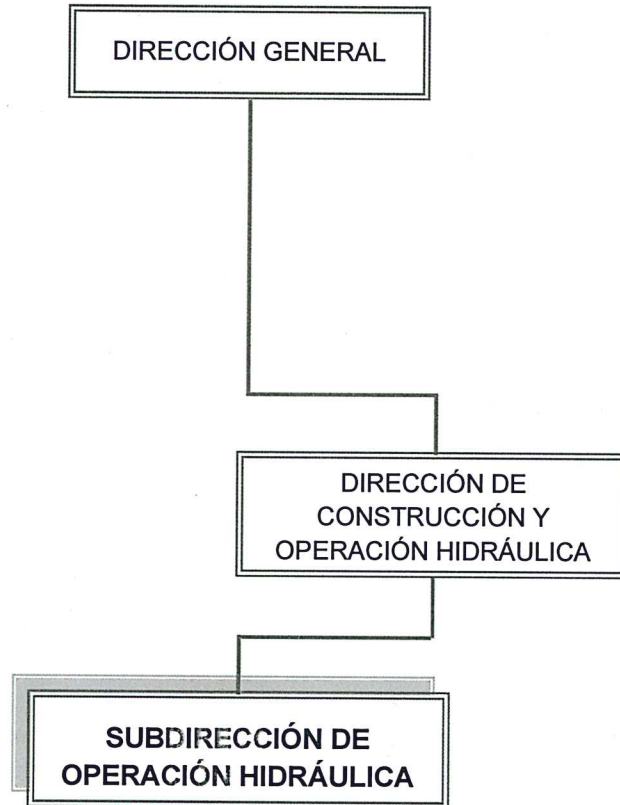 DIRECCIÓN GENERAL
DIRECCIÓN DE
CONSTRUCCIÓN Y
OPERACIÓN HIDRÁULICA
SUBDIRECCIÓN DE
OPERACIÓN HIDRÁULICA